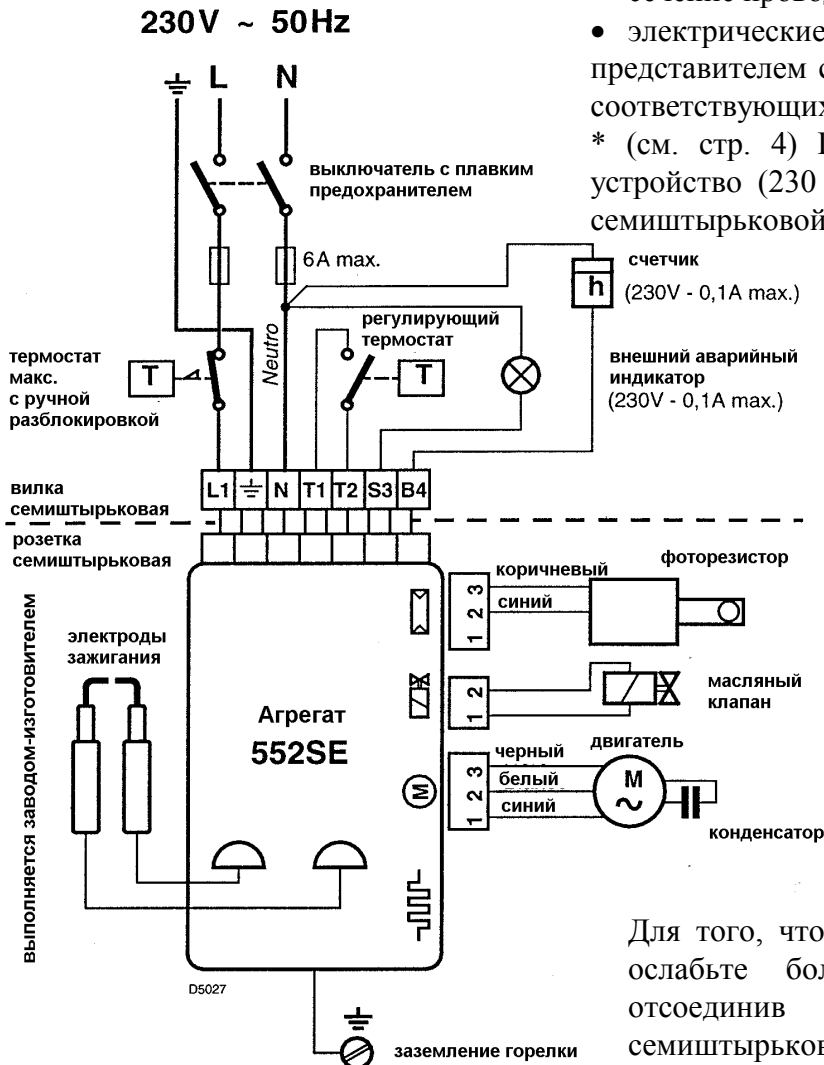 230V ~ 50Hz
L N
• электрические
представителем
соответствующих
* (см. стр. 4)
устройство (230
семиштырьковой
выключатель с плавким
предохранителем
6A max.
счетчик
h
(230V - 0,1A max.)
Neutro
регулирующий
термостат
термостат
макс.
с ручной
разблокировкой
T
T
внешний аварийный
индикатор
(230V - 0,1A max.)
вилка
семиштырьковая
L1 N T1 T2 S3 B4
розетка
семиштырьковая
выполняется заводом-изготовителем
электроды
зажигания
Агрегат
552SE
коричневый
синий
3
2
1
фоторезистор
2
1
масляный
клапан
M
черный
белый
синий
3
2
1
двигатель
M
~
конденсатор
D5027
заземление горелки
Для того,
ослабьте
отсоединив